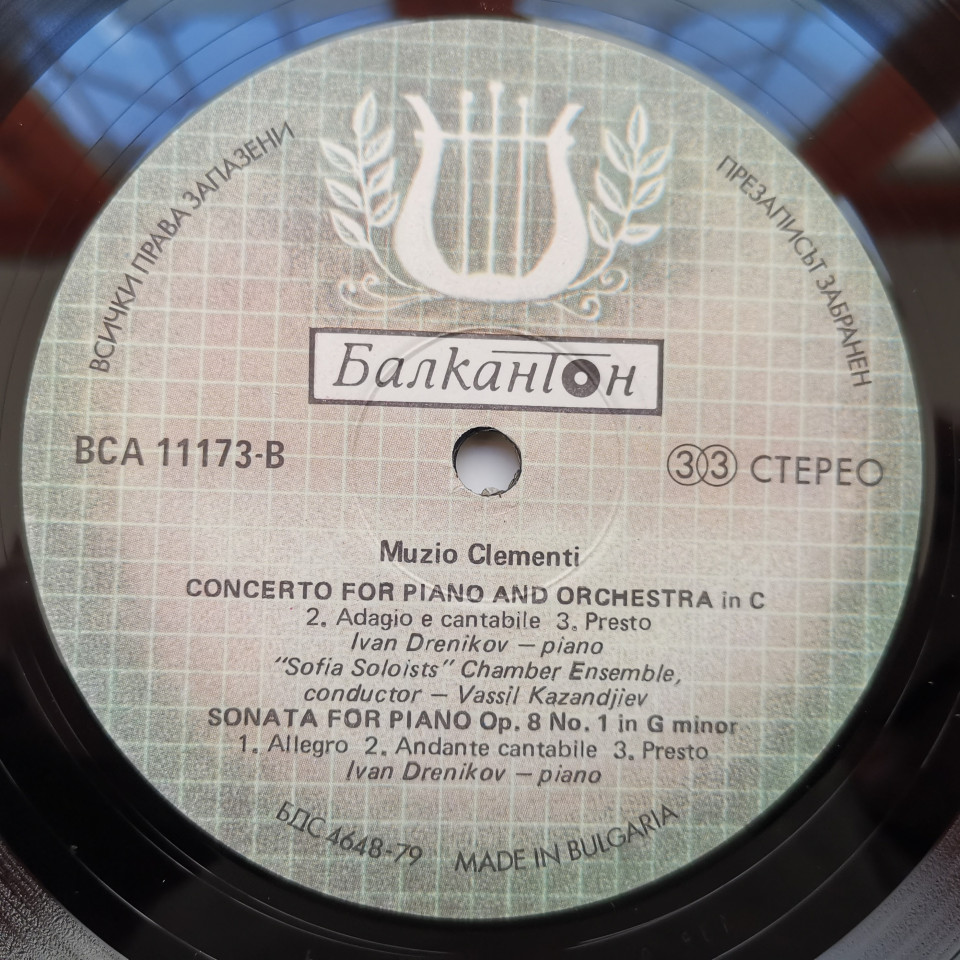 ВСИЧКИ ПРАВА ЗАПАЗЕНИ
ПРЕЗАПИСЪТ ЗАБРАНЕН
Балкантон
ВСА 11173-В
33 СТЕРЕО
Muzio Clementi
CONCERTO FOR PIANO AND ORCHESTRA in C
2. Adagio e cantabile 3. Presto
Ivan Drenikov – piano
"Sofia Soloists" Chamber Ensemble,
conductor – Vassil Kazandjiev
SONATA FOR PIANO Op. 8 No. 1 in G minor
1. Allegro 2. Andante cantabile 3. Presto
Ivan Drenikov – piano
БДС 4648-79 MADE IN BULGARIA